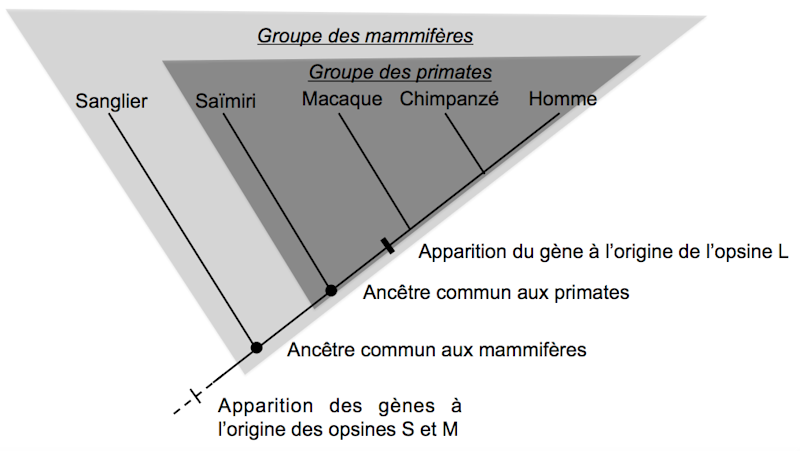 Groupe des mammifères
Groupe des primates
Sanglier Saïmiri Macaque Chimpanzé Homme
Apparition du gène à l'origine de l'opsine L
Ancêtre commun aux primates
Ancêtre commun aux mammifères
Apparition des gènes à
l'origine des opsines S et M